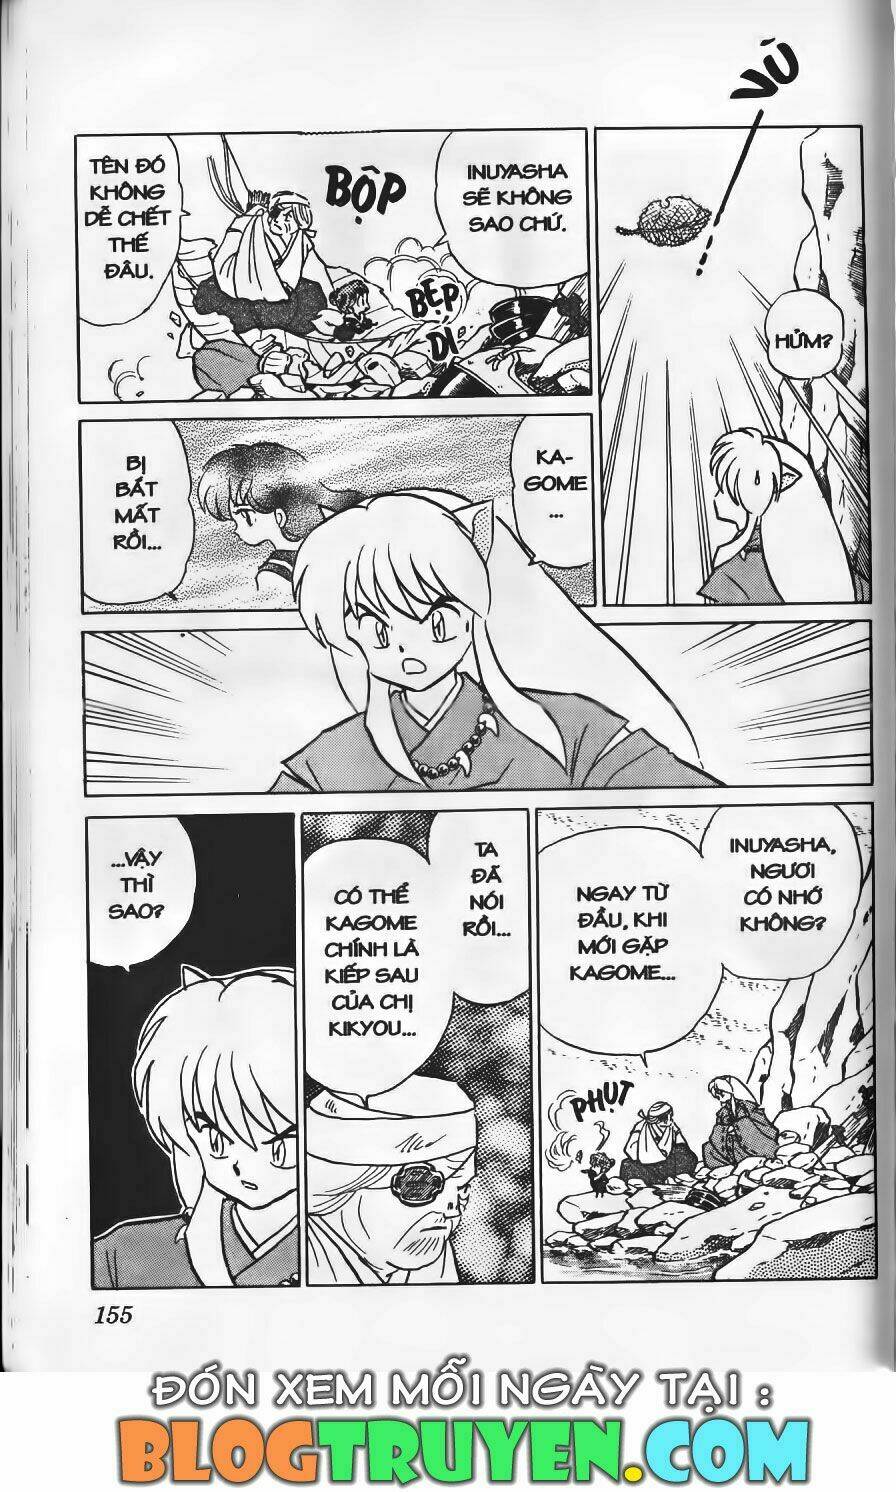 VÙ
HỬM?
INUYASHA
SẼ KHÔNG
SAO CHỨ.
BỘP
BẸP
DÍ
TÊN ĐÓ
KHÔNG
DỄ CHẾT
THẾ
ĐÂU.
KA-
GOME
...
BỊ
BẮT
MẤT
RỒI...
INUYASHA,
NGƯƠI
CÓ NHỚ
KHÔNG?
NGAY TỪ
ĐẦU, KHI
MỚI GẶP
KAGOME...
PHỤT
TA
ĐÃ
NÓI
RỒI...
CÓ THỂ
KAGOME
CHÍNH LÀ
KIẾP SAU
CỦA CHỊ
KIKYOU...
...VẬY
THÌ
SAO?
155
ĐÓN XEM MỖI NGÀY TẠI :
BLOGTRUYEN.COM